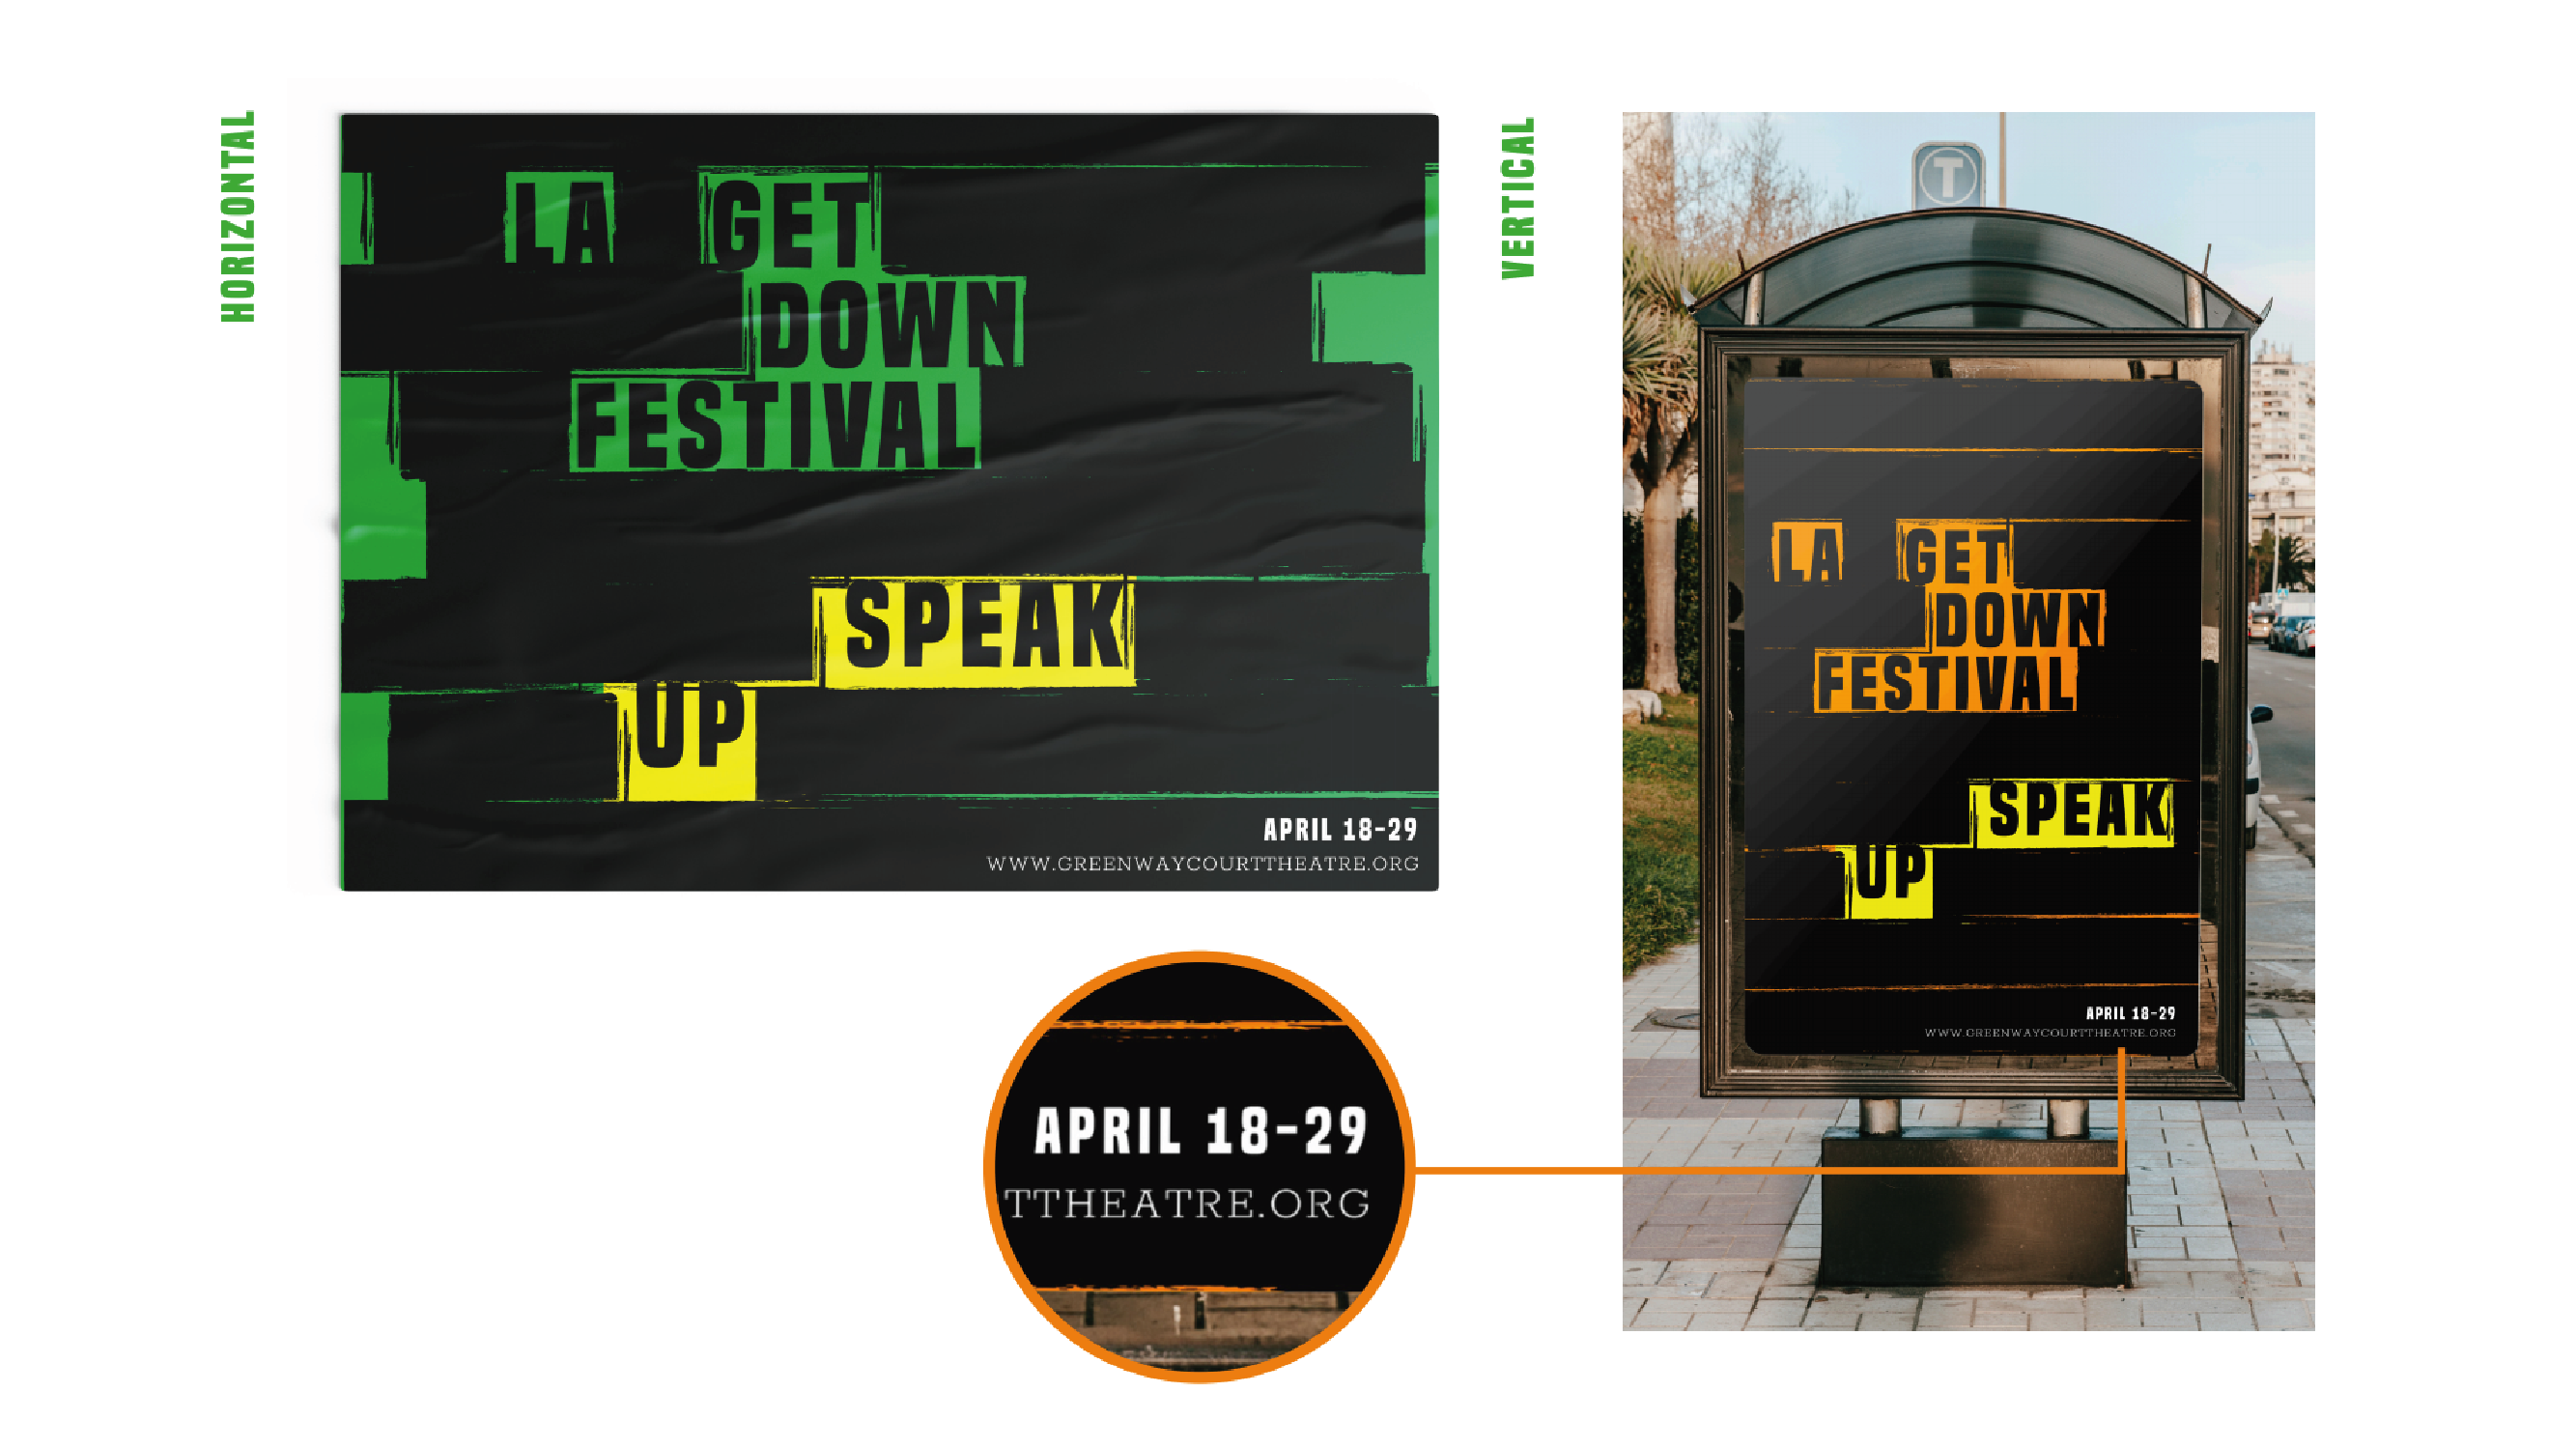 HORIZONTAL
LA GET
DOWN
FESTIVAL
SPEAK
UP
APRIL 18-29
WWW.GREENWAYCOURTTHEATRE.ORG
VERTICAL
T
LA GET
DOWN
FESTIVAL
SPEAK
UP
APRIL 18-29
WWW.GREENWAYCOURTTHEATRE.ORG
APRIL 18-29
TTHEATRE.ORG